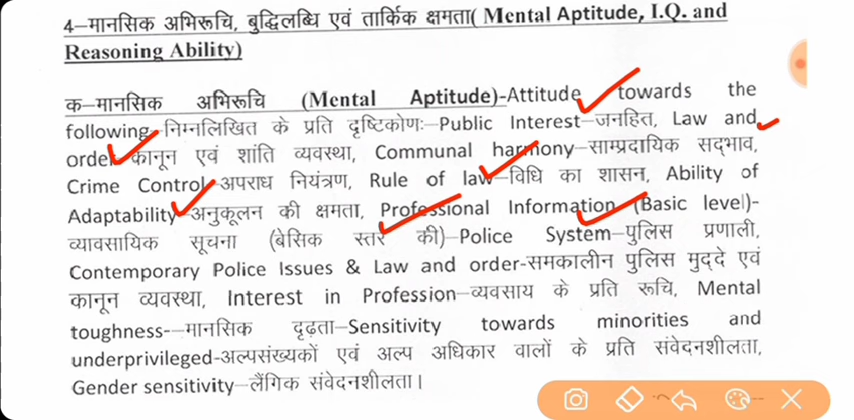 4–मानसिक अभिरूचि, बुद्धिलब्धि एवं तार्किक क्षमता( Mental Aptitude, I.Q. and
Reasoning Ability)
क–मानसिक अभिरूचि (Mental Aptitude)-Attitude towards the
following-निम्नलिखित के प्रति दृष्टिकोणः–Public Interest–जनहित, Law and
order-कानून एवं शांति व्यवस्था, Communal harmony–साम्प्रदायिक सद्भाव,
Crime Control-अपराध नियंत्रण, Rule of law–विधि का शासन, Ability of
Adaptability–अनुकूलन की क्षमता, Professional Information (Basic level)-
व्यावसायिक सूचना (बेसिक स्तर की)–Police System–पुलिस प्रणाली,
Contemporary Police Issues & Law and order-समकालीन पुलिस मुद्दे एवं
कानून व्यवस्था, Interest in Profession–व्यवसाय के प्रति रूचि, Mental
toughness-–मानसिक दृढ़ता–Sensitivity towards minorities and
underprivileged-अल्पसंख्यकों एवं अल्प अधिकार वालों के प्रति संवेदनशीलता,
Gender sensitivity–लैंगिक संवेदनशीलता।